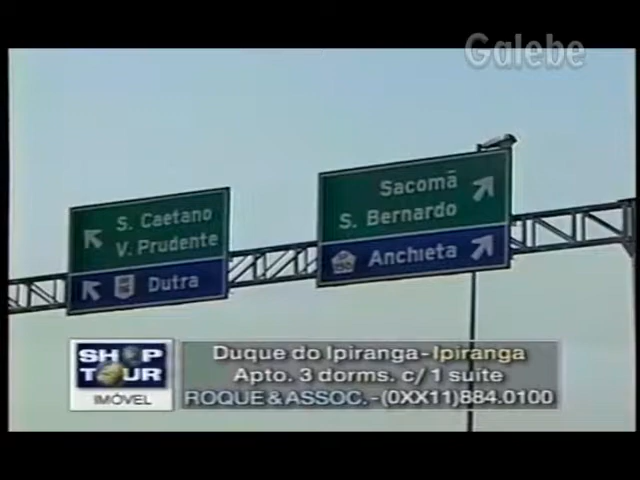 Galebe
S. Caetano
V. Prudente
Dutra
Sacomã
S. Bernardo
150
Anchieta
SHOP
TOUR
IMÓVEL
Duque do Ipiranga-Ipiranga
Apto. 3 dorms. c/ 1 suite
ROQUE & ASSOC. - (0XX11)884.0100